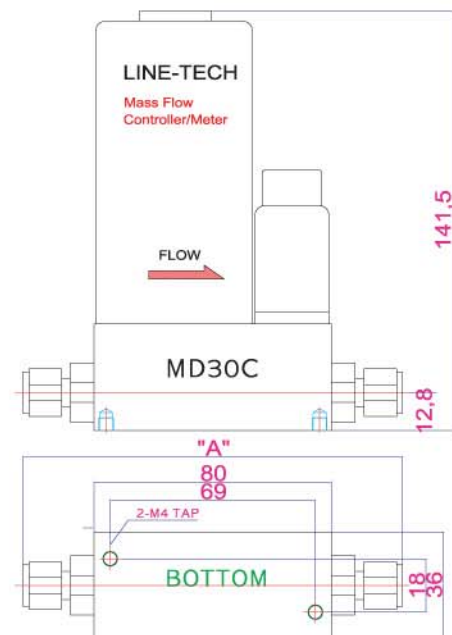 LINE-TECH
Mass Flow
Controller/Meter
FLOW
141,5
MD30C
12,8
"A"
80
69
2-M4 TAP
BOTTOM
18
36